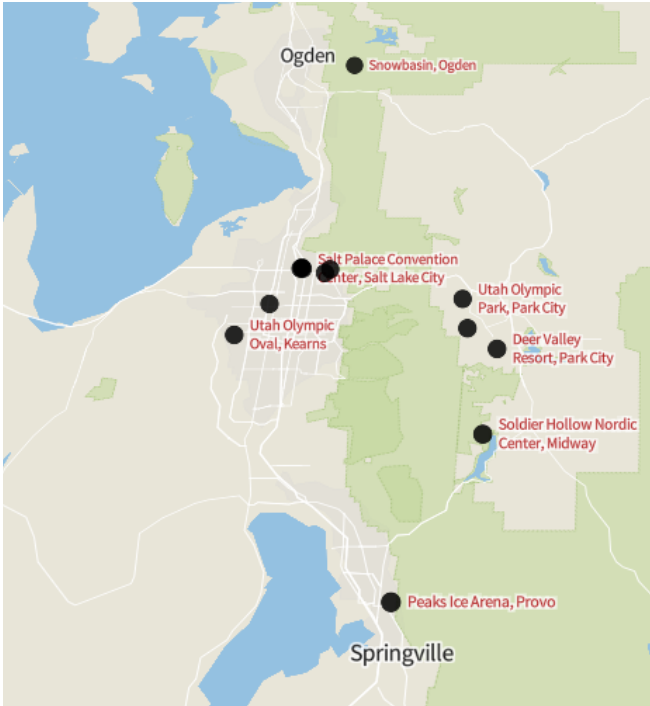 Ogden
Snowbasin, Ogden
Salt Palace Convention
Center, Salt Lake City
Utah Olympic
Park, Park City
Utah Olympic
Oval, Kearns
Deer Valley
Resort, Park City
Soldier Hollow Nordic
Center, Midway
Peaks Ice Arena, Provo
Springville